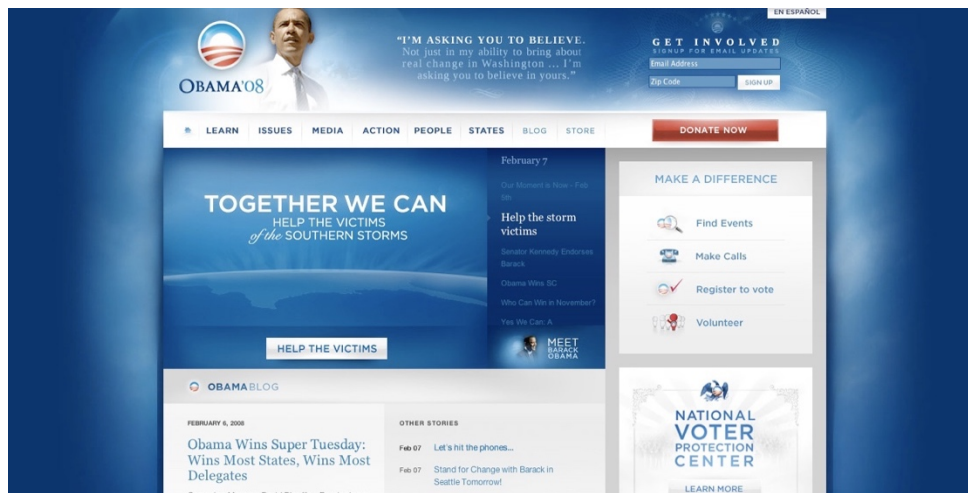 EN ESPAÑOL
OBAMA'08
“I'M ASKING YOU TO BELIEVE.
Not just in my ability to bring about
real change in Washington ... I'm
asking you to believe in yours.”
GET INVOLVED
SIGNUP FOR EMAIL UPDATES
Email Address
Zip Code
SIGN UP
LEARN ISSUES MEDIA ACTION PEOPLE STATES BLOG STORE
DONATE NOW
TOGETHER WE CAN
HELP THE VICTIMS
of the SOUTHERN STORMS
HELP THE VICTIMS
February 7
Our Moment is Now - Feb
5th
Help the storm
victims
Senator Kennedy Endorses
Barack
Obama Wins SC
Who Can Win in November?
Yes We Can: A
MEET
BARACK
OBAMA
MAKE A DIFFERENCE
Find Events
Make Calls
Register to vote
Volunteer
OBAMABLOG
FEBRUARY 6, 2008
Obama Wins Super Tuesday:
Wins Most States, Wins Most
Delegates
OTHER STORIES
Feb 07 Let's hit the phones...
Feb 07 Stand for Change with Barack in
Seattle Tomorrow!
NATIONAL
VOTER
PROTECTION
CENTER
LEARN MORE